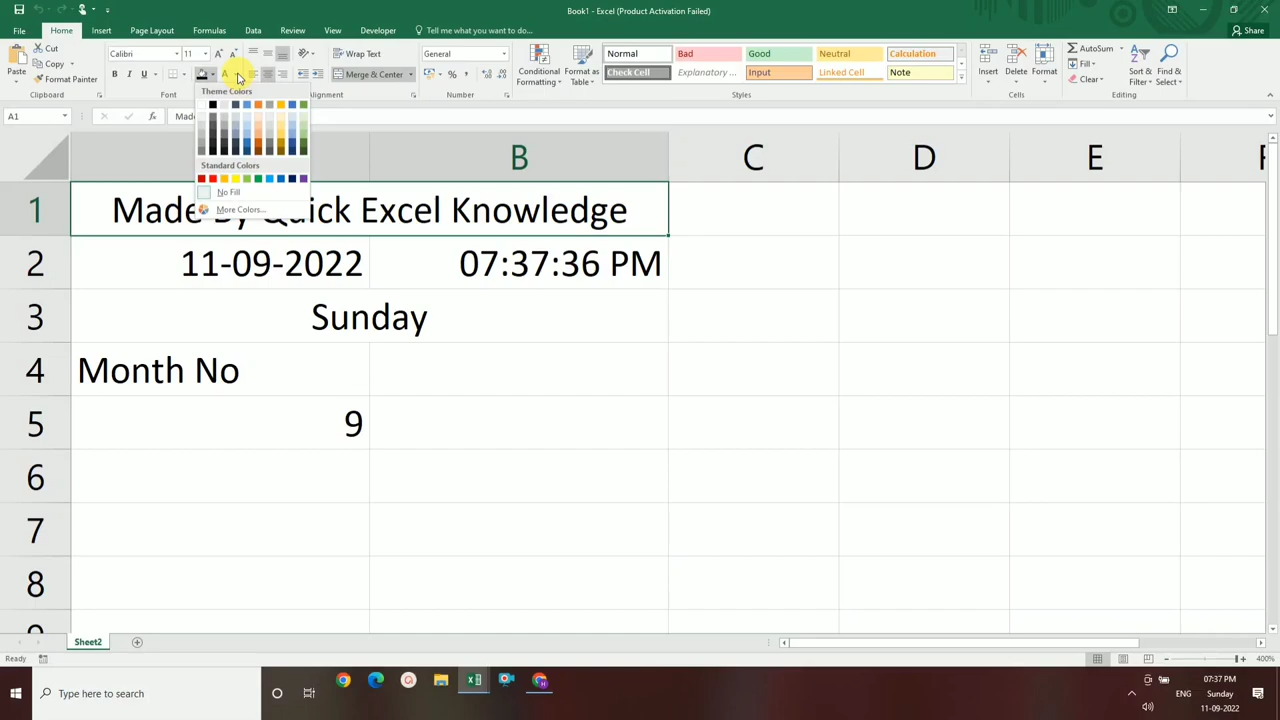 Book1 - Excel (Product Activation Failed)
File Home Insert Page Layout Formulas Data Review View Developer Tell me what you want to do... Share
Paste
Cut
Copy
Format Painter
Clipboard
Calibri 11
B I U
Font
Wrap Text
Merge & Center
Alignment
General
Number
Conditional Formatting
Format as Table
Normal Bad Good Neutral Calculation
Check Cell Explanatory ... Input Linked Cell Note
Styles
Insert Delete Format
Cells
AutoSum
Fill
Clear
Sort & Filter
Find & Select
Editing
Theme Colors
Standard Colors
No Fill
More Colors...
A1 fx
B C D E F
1 Made By Quick Excel Knowledge
2 11-09-2022 07:37:36 PM
3 Sunday
4 Month No
5 9
6
7
8
9
Sheet2
Ready 400%
Type here to search
ENG
07:37 PM
Sunday
11-09-2022